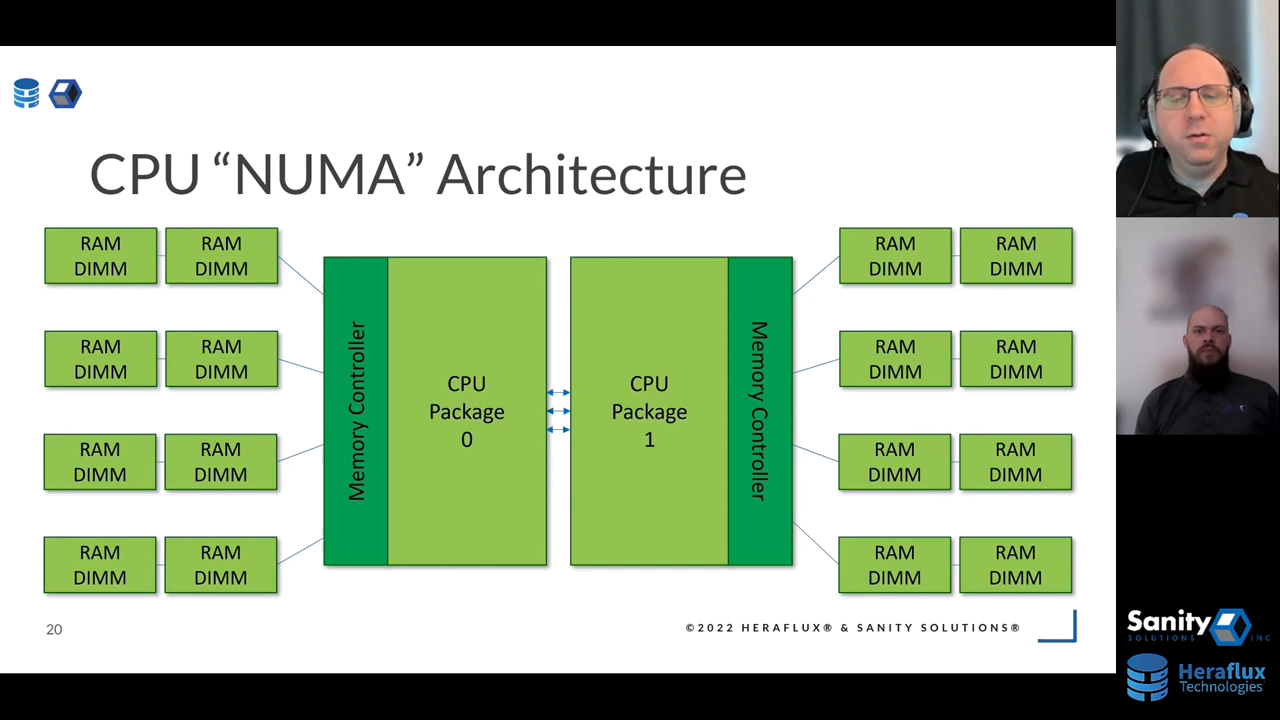 CPU “NUMA” Architecture
RAM
DIMM
RAM
DIMM
RAM
DIMM
RAM
DIMM
RAM
DIMM
RAM
DIMM
RAM
DIMM
RAM
DIMM
Memory Controller
CPU
Package
0
CPU
Package
1
Memory Controller
RAM
DIMM
RAM
DIMM
RAM
DIMM
RAM
DIMM
RAM
DIMM
RAM
DIMM
RAM
DIMM
RAM
DIMM
20
©2022 HERAFLUX® & SANITY SOLUTIONS®
Sanity
SOLUTIONS INC
Heraflux
Technologies